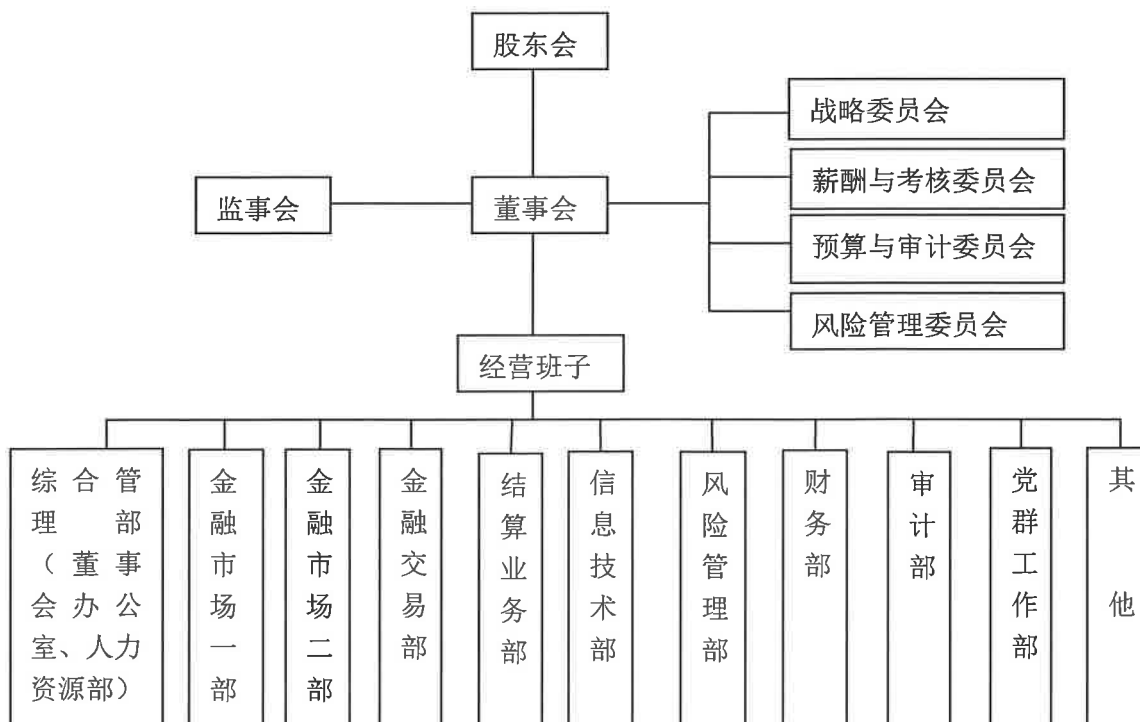 股东会
战略委员会
薪酬与考核委员会
监事会
董事会
预算与审计委员会
风险管理委员会
经营班子
综合管
理部
（董事
会办公
室、人力
资源部）
金融市场一部
金融市场二部
金融交易部
结算业务部
信息技术部
风险管理部
财务部
审计部
党群工作部
其他